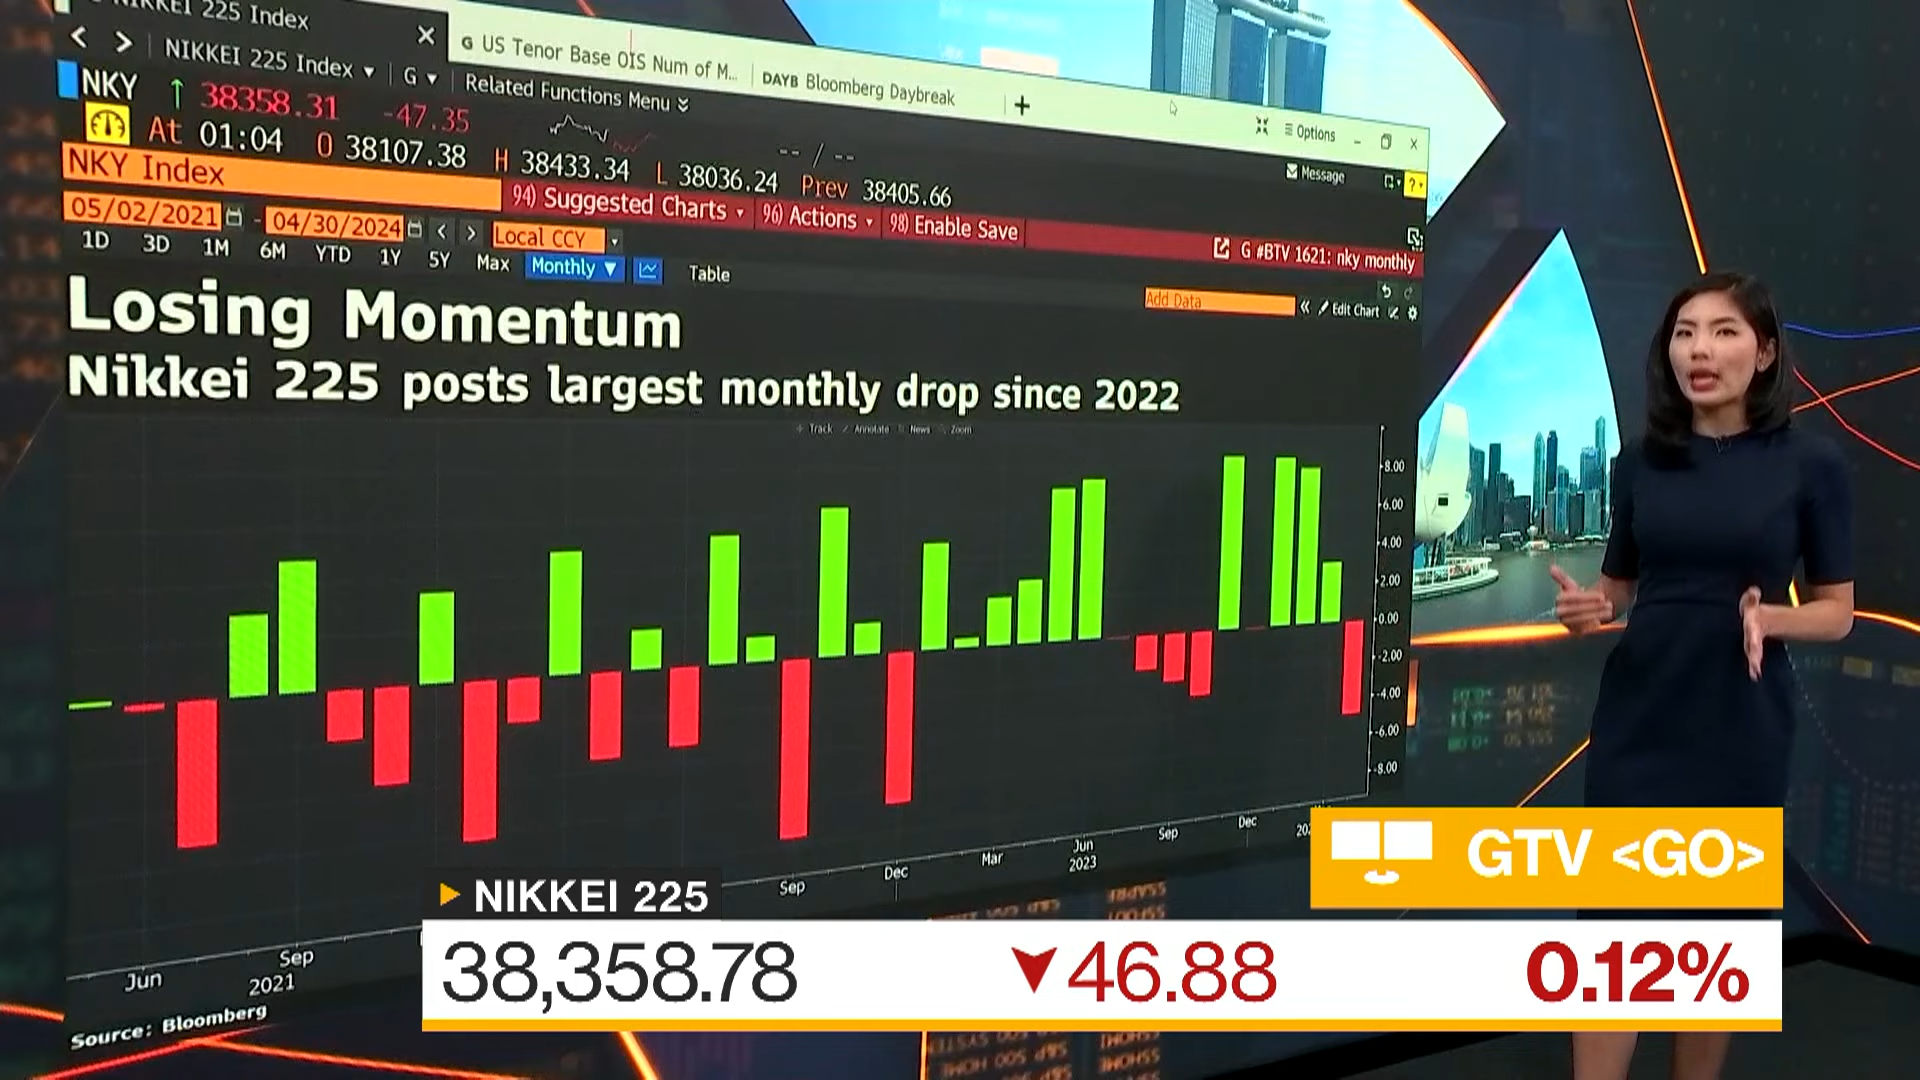 NIKKEI 225 Index
NIKKEI 225 Index
G
Related Functions Menu
G US Tenor Base OIS Num of M...
DAYB Bloomberg Daybreak
+
Options
NKY ↑ 38358.31 -47.35
-- / --
Message
At 01:04 O 38107.38 H 38433.34 L 38036.24 Prev 38405.66
NKY Index
94) Suggested Charts
96) Actions
98) Enable Save
G #BTV 1621: nky monthly
05/02/2021 - 04/30/2024
Local CCY
1D 3D 1M 6M YTD 1Y 5Y Max Monthly ▼ Table
Add Data
« Edit Chart
Losing Momentum
Nikkei 225 posts largest monthly drop since 2022
Track Annotate News Zoom
8.00
6.00
4.00
2.00
0.00
-2.00
-4.00
-6.00
-8.00
Jun
Sep
2021
Sep
Dec
Mar
Jun
2023
Sep
Dec
Source: Bloomberg
GTV <GO>
NIKKEI 225
38,358.78 46.88 0.12%